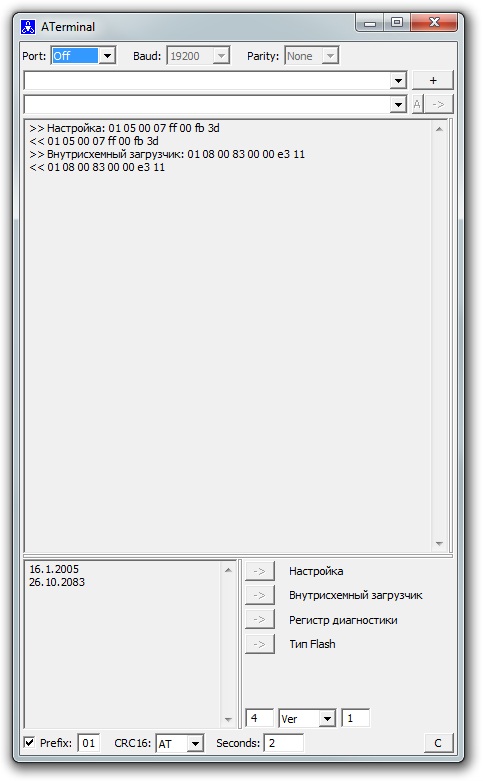 ATerminal
Port: Off Baud: 19200 Parity: None
+
A ->
>> Настройка: 01 05 00 07 ff 00 fb 3d
<< 01 05 00 07 ff 00 fb 3d
>> Внутрисхемный загрузчик: 01 08 00 83 00 00 e3 11
<< 01 08 00 83 00 00 e3 11
16.1.2005
26.10.2083
-> Настройка
-> Внутрисхемный загрузчик
-> Регистр диагностики
-> Тип Flash
4 Ver 1
Prefix: 01 CRC16: AT Seconds: 2 C